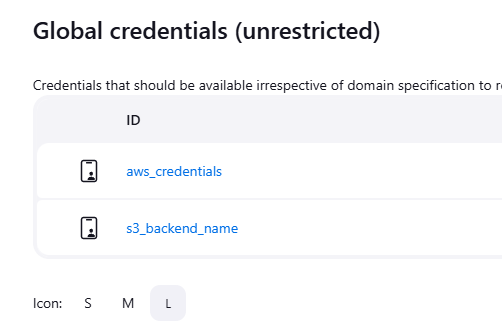 Global credentials (unrestricted)
Credentials that should be available irrespective of domain specification to
ID
aws_credentials
s3_backend_name
Icon: S M L